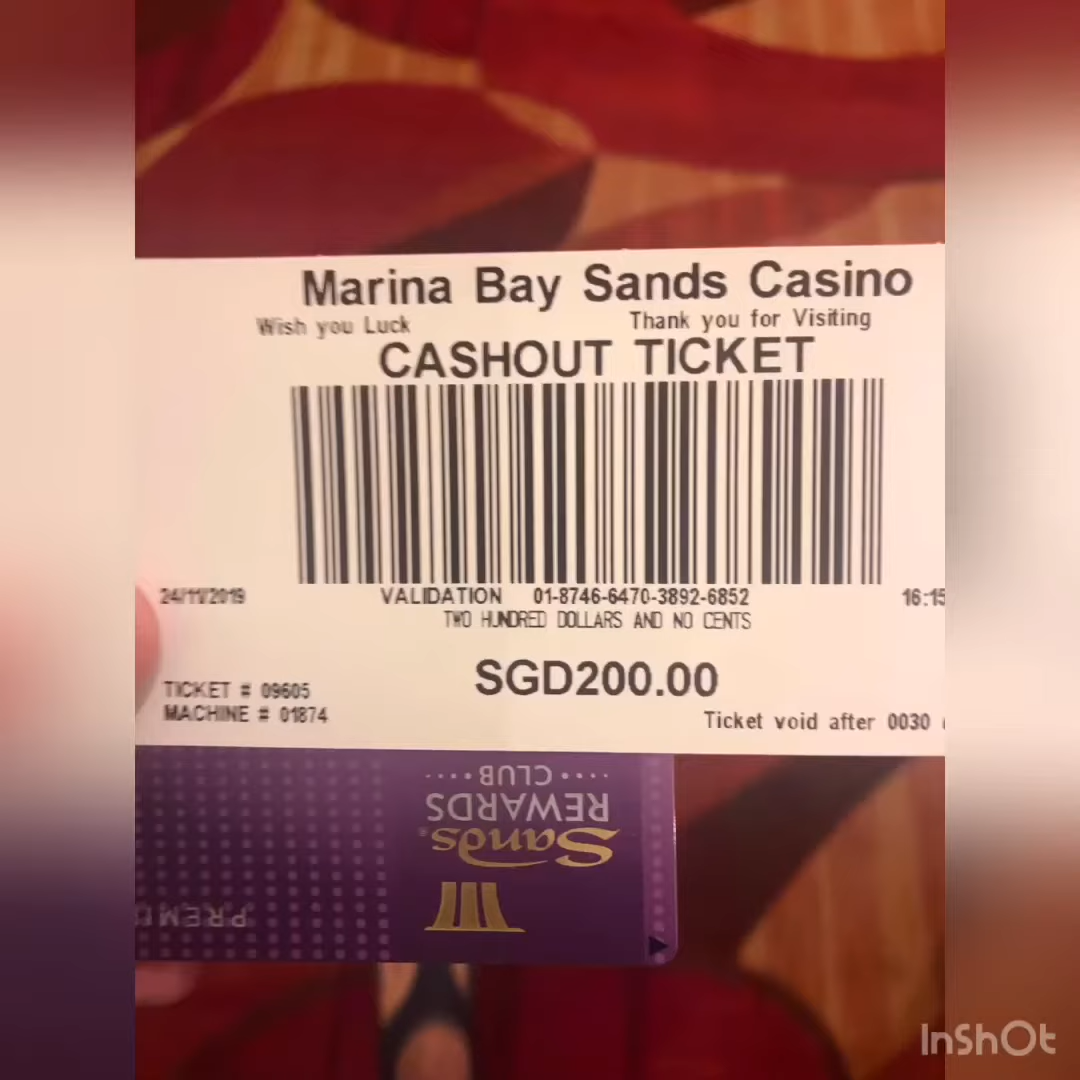 Marina Bay Sands Casino
Wish you Luck Thank you for Visiting
CASHOUT TICKET
24/11/2019 VALIDATION 01-8746-6470-3892-6852 16:15
TWO HUNDRED DOLLARS AND NO CENTS
SGD200.00
TICKET # 09605
MACHINE # 01874 Ticket void after 0030
Sands
REWARDS
CLUB
InShOt